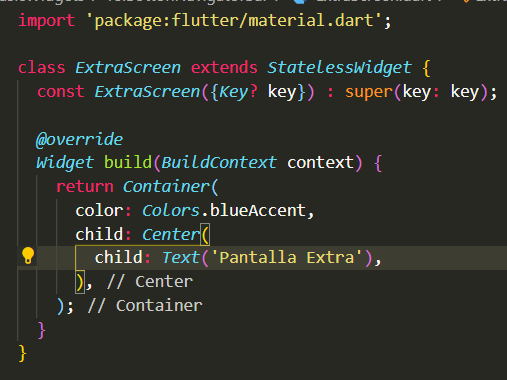 import 'package:flutter/material.dart';
class ExtraScreen extends StatelessWidget {
const ExtraScreen({Key? key}) : super(key: key);
@override
Widget build(BuildContext context) {
return Container(
color: Colors.blueAccent,
child: Center(
child: Text('Pantalla Extra'),
), // Center
); // Container
}
}